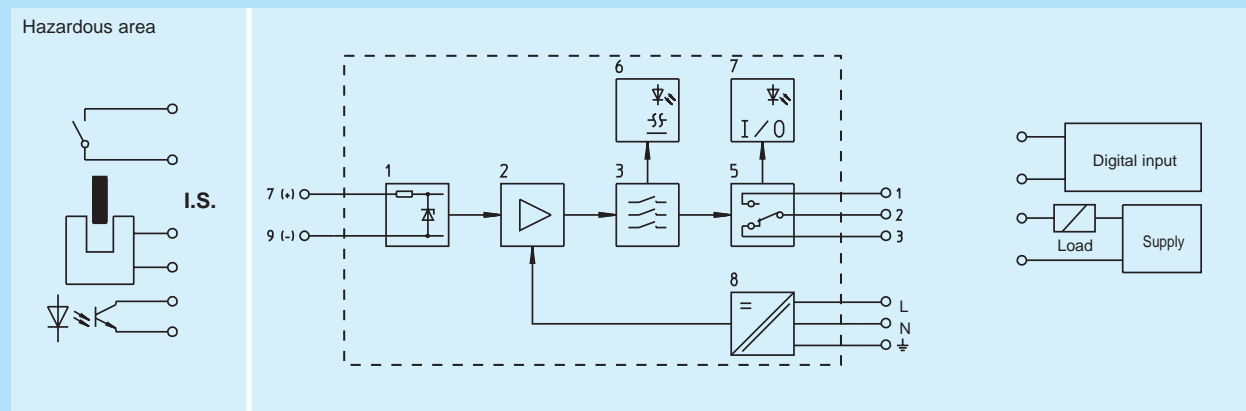 Hazardous area
I.S.
6
7
I/O
1
2
3
5
7 (+)
9 (-)
1
2
3
8
=
L
N
Digital input
Load
Supply